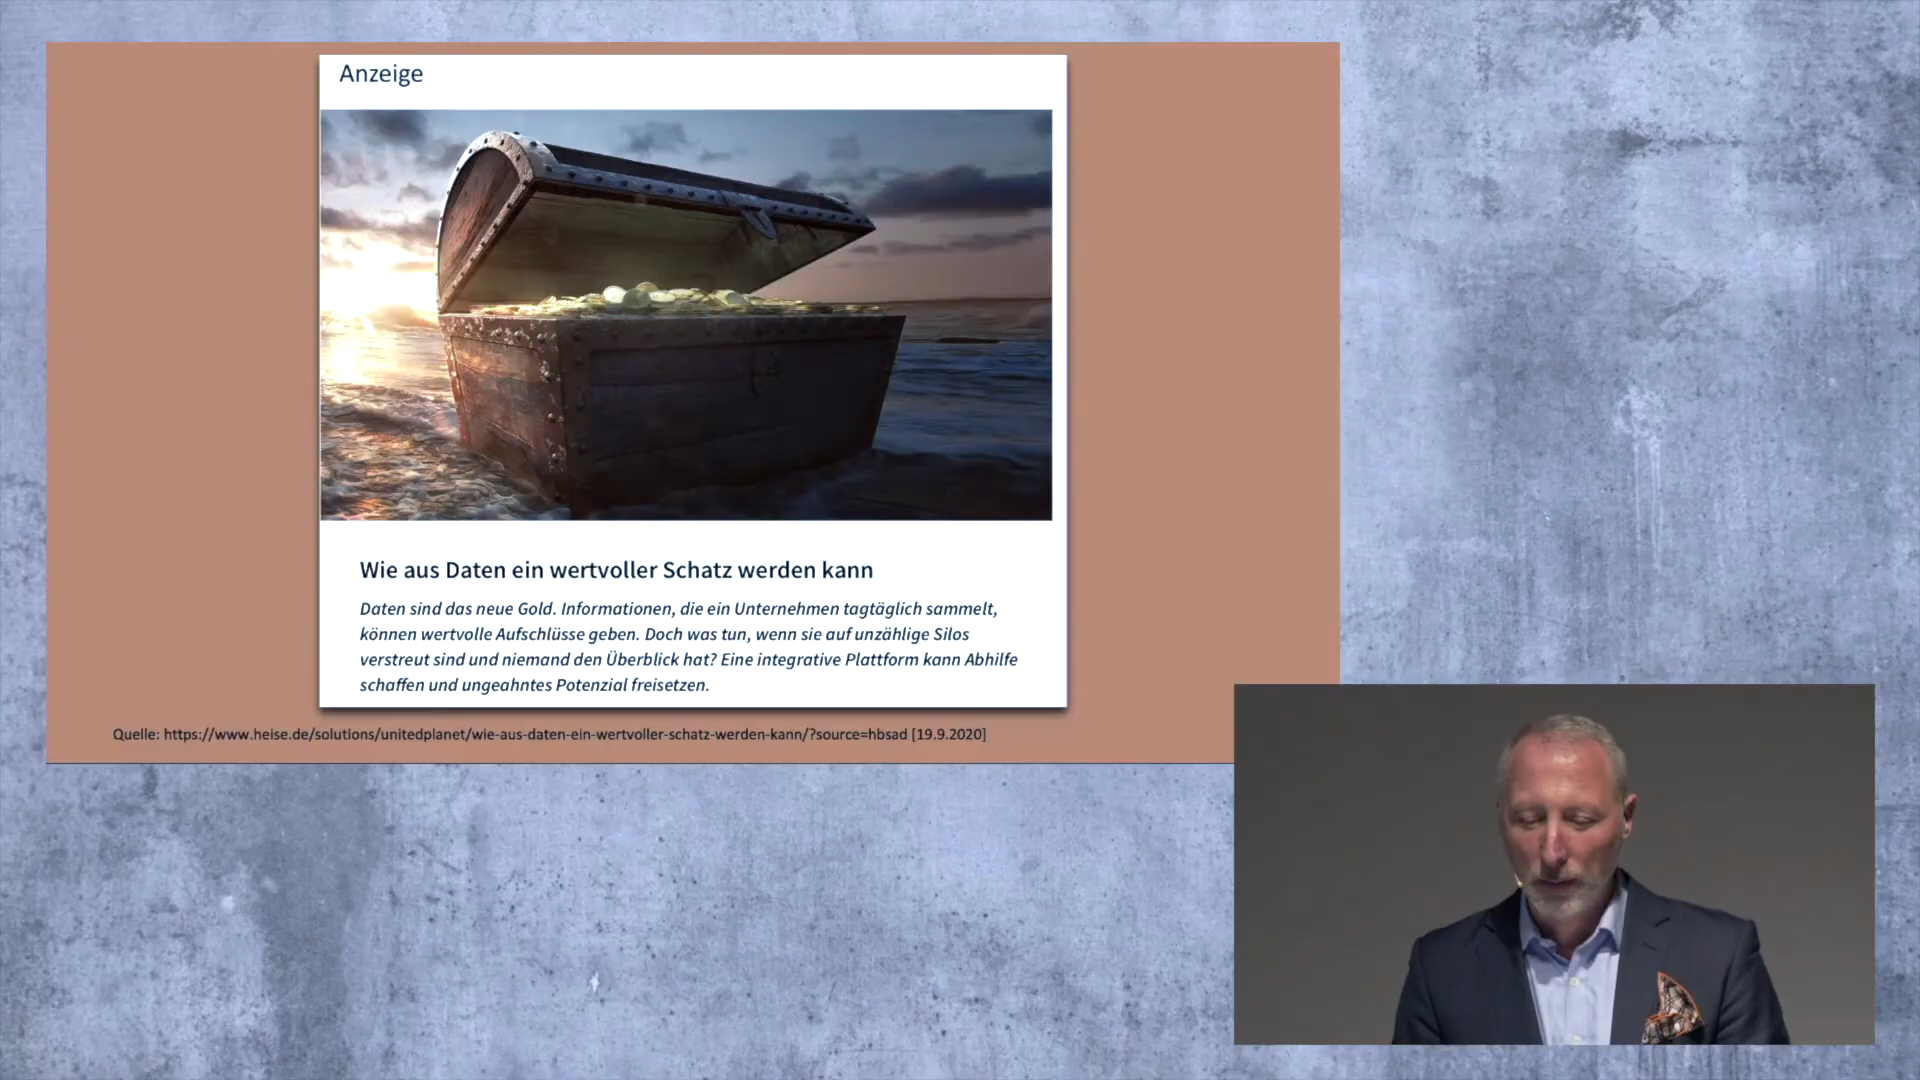 Anzeige
Wie aus Daten ein wertvoller Schatz werden kann
Daten sind das neue Gold. Informationen, die ein Unternehmen tagtäglich sammelt,
können wertvolle Aufschlüsse geben. Doch was tun, wenn sie auf unzählige Silos
verstreut sind und niemand den Überblick hat? Eine integrative Plattform kann Abhilfe
schaffen und ungeahntes Potenzial freisetzen.
Quelle: https://www.heise.de/solutions/unitedplanet/wie-aus-daten-ein-wertvoller-schatz-werden-kann/?source=hbsad [19.9.2020]